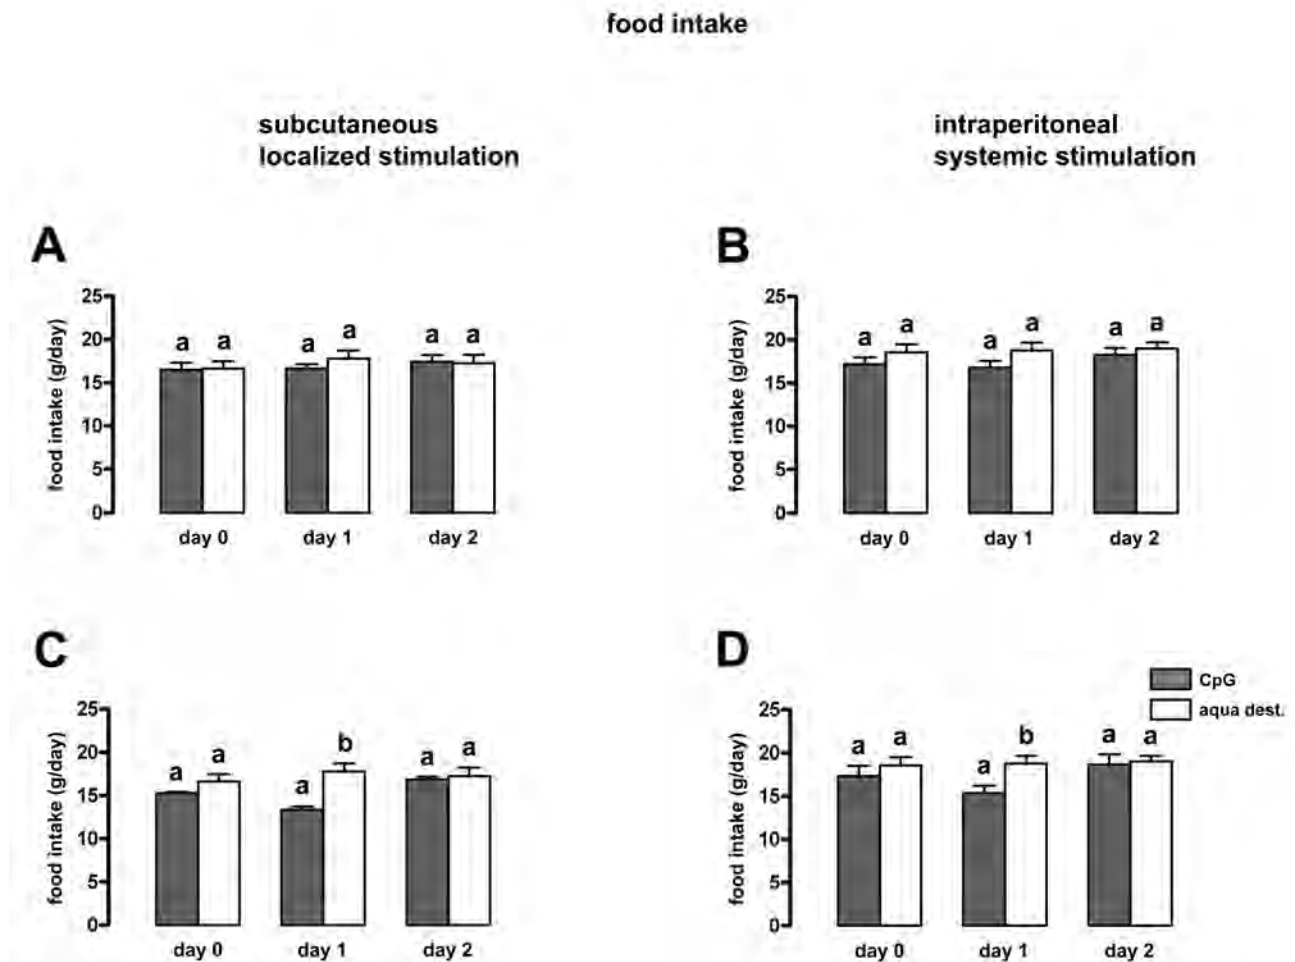 food intake
subcutaneous
localized stimulation
intraperitoneal
systemic stimulation
A
25
20
15
10
5
0
food intake (g/day)
a a a a a a
day 0 day 1 day 2
B
25
20
15
10
5
0
food intake (g/day)
a a a a a a
day 0 day 1 day 2
C
25
20
15
10
5
0
food intake (g/day)
a a a b a a
day 0 day 1 day 2
D
CpG
aqua dest.
25
20
15
10
5
0
food intake (g/day)
a a a b a a
day 0 day 1 day 2